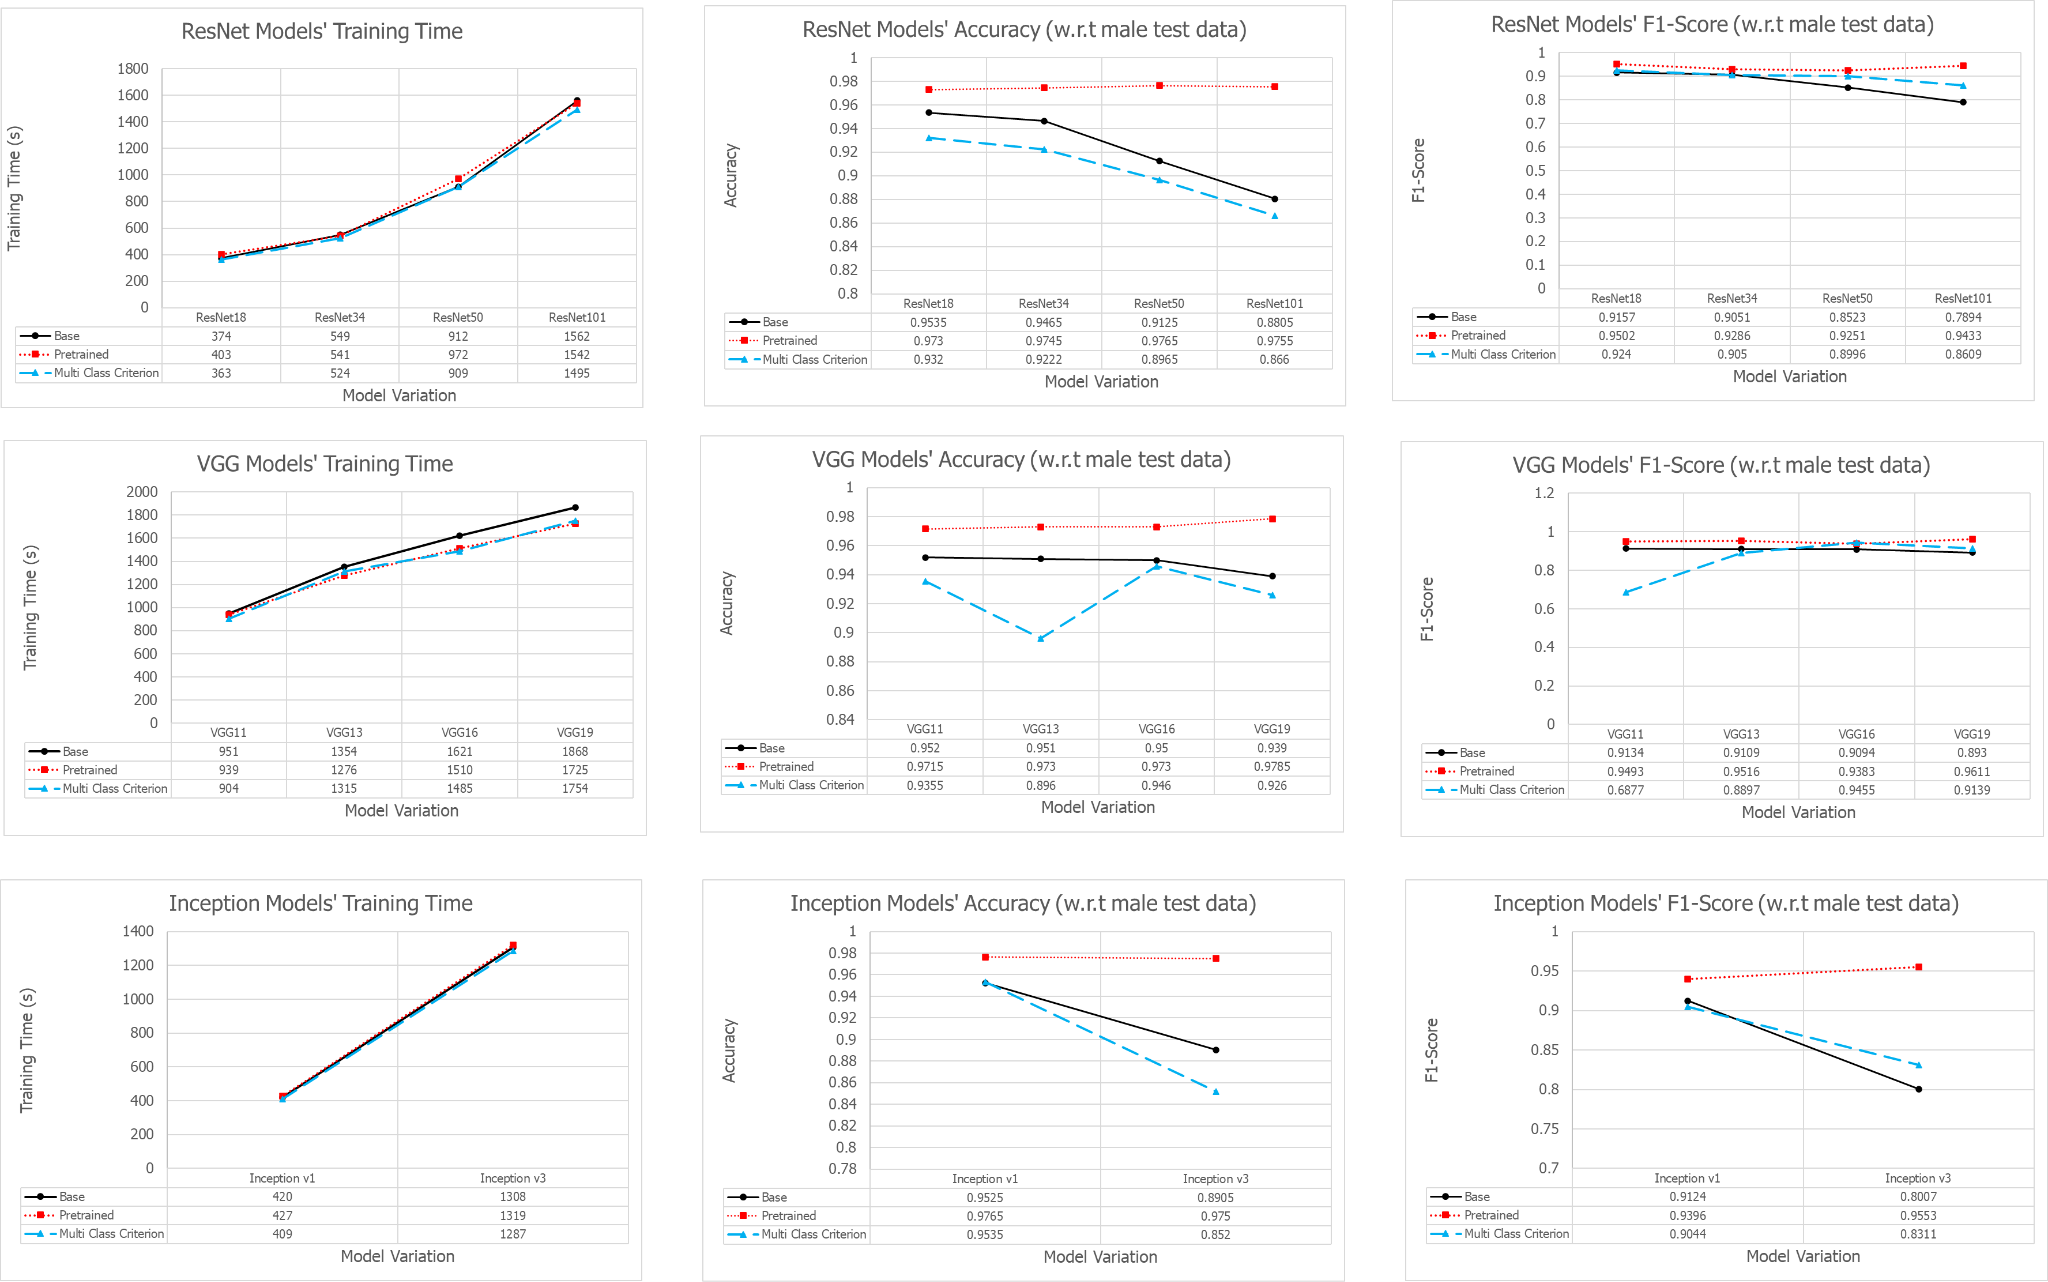 ResNet Models' Training Time
1800
1600
1400
1200
1000
800
600
400
200
0
Training Time (s)
ResNet18 ResNet34 ResNet50 ResNet101
Base 374 549 912 1562
Pretrained 403 541 972 1542
Multi Class Criterion 363 524 909 1495
Model Variation
ResNet Models' Accuracy (w.r.t male test data)
1
0.98
0.96
0.94
0.92
0.9
0.88
0.86
0.84
0.82
0.8
Accuracy
ResNet18 ResNet34 ResNet50 ResNet101
Base 0.9535 0.9465 0.9125 0.8805
Pretrained 0.973 0.9745 0.9765 0.9755
Multi Class Criterion 0.932 0.9222 0.8965 0.866
Model Variation
ResNet Models' F1-Score (w.r.t male test data)
1
0.9
0.8
0.7
0.6
0.5
0.4
0.3
0.2
0.1
0
F1-Score
ResNet18 ResNet34 ResNet50 ResNet101
Base 0.9157 0.9051 0.8523 0.7894
Pretrained 0.9502 0.9286 0.9251 0.9433
Multi Class Criterion 0.924 0.905 0.8996 0.8609
Model Variation
VGG Models' Training Time
2000
1800
1600
1400
1200
1000
800
600
400
200
0
Training Time (s)
VGG11 VGG13 VGG16 VGG19
Base 951 1354 1621 1868
Pretrained 939 1276 1510 1725
Multi Class Criterion 904 1315 1485 1754
Model Variation
VGG Models' Accuracy (w.r.t male test data)
1
0.98
0.96
0.94
0.92
0.9
0.88
0.86
0.84
Accuracy
VGG11 VGG13 VGG16 VGG19
Base 0.952 0.951 0.95 0.939
Pretrained 0.9715 0.973 0.973 0.9785
Multi Class Criterion 0.9355 0.896 0.946 0.926
Model Variation
VGG Models' F1-Score (w.r.t male test data)
1.2
1
0.8
0.6
0.4
0.2
0
F1-Score
VGG11 VGG13 VGG16 VGG19
Base 0.9134 0.9109 0.9094 0.893
Pretrained 0.9493 0.9516 0.9383 0.9611
Multi Class Criterion 0.6877 0.8897 0.9455 0.9139
Model Variation
Inception Models' Training Time
1400
1200
1000
800
600
400
200
0
Training Time (s)
Inception v1 Inception v3
Base 420 1308
Pretrained 427 1319
Multi Class Criterion 409 1287
Model Variation
Inception Models' Accuracy (w.r.t male test data)
1
0.98
0.96
0.94
0.92
0.9
0.88
0.86
0.84
0.82
0.8
0.78
Accuracy
Inception v1 Inception v3
Base 0.9525 0.8905
Pretrained 0.9765 0.975
Multi Class Criterion 0.9535 0.852
Model Variation
Inception Models' F1-Score (w.r.t male test data)
1
0.95
0.9
0.85
0.8
0.75
0.7
F1-Score
Inception v1 Inception v3
Base 0.9124 0.8007
Pretrained 0.9396 0.9553
Multi Class Criterion 0.9044 0.8311
Model Variation